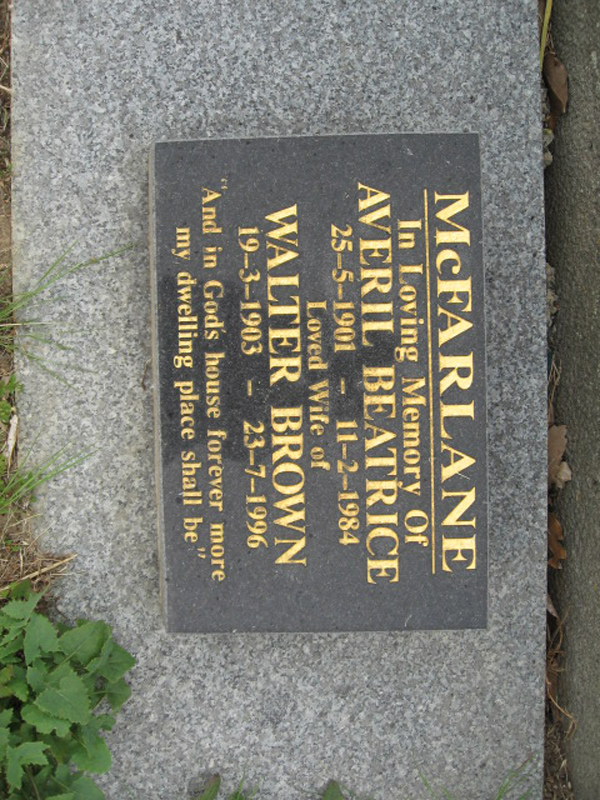 McFARLANE
In Loving Memory Of
AVERIL BEATRICE
25–5–1901 – 11–2–1984
Loved Wife of
WALTER BROWN
19–3–1903 – 23–7–1996
"And in God's house forever more
my dwelling place shall be"